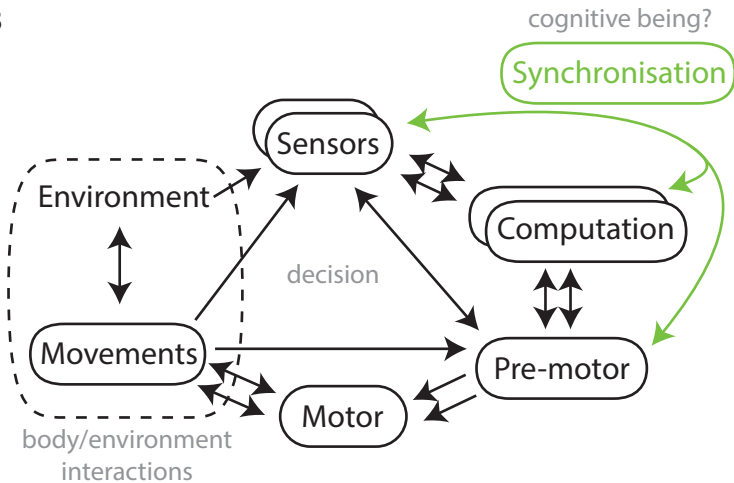 cognitive being?
Synchronisation
Sensors
Environment
Computation
decision
Movements
Pre-motor
Motor
body/environment
interactions